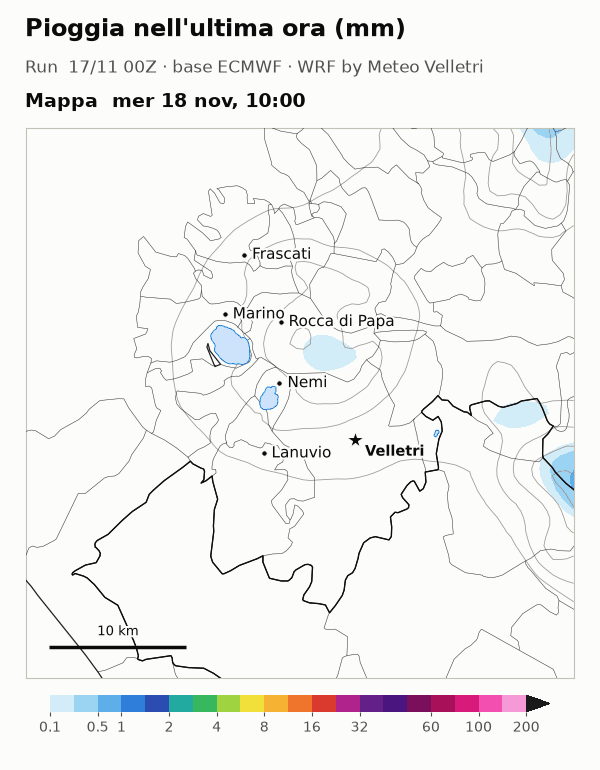 Pioggia nell'ultima ora (mm)
Run  17/11 00Z · base ECMWF · WRF by Meteo Velletri
Mappa  mer 18 nov, 10:00
Frascati
Marino
Rocca di Papa
Nemi
Velletri
Lanuvio
10 km
0.1 0.5 1 2 4 8 16 32 60 100 200